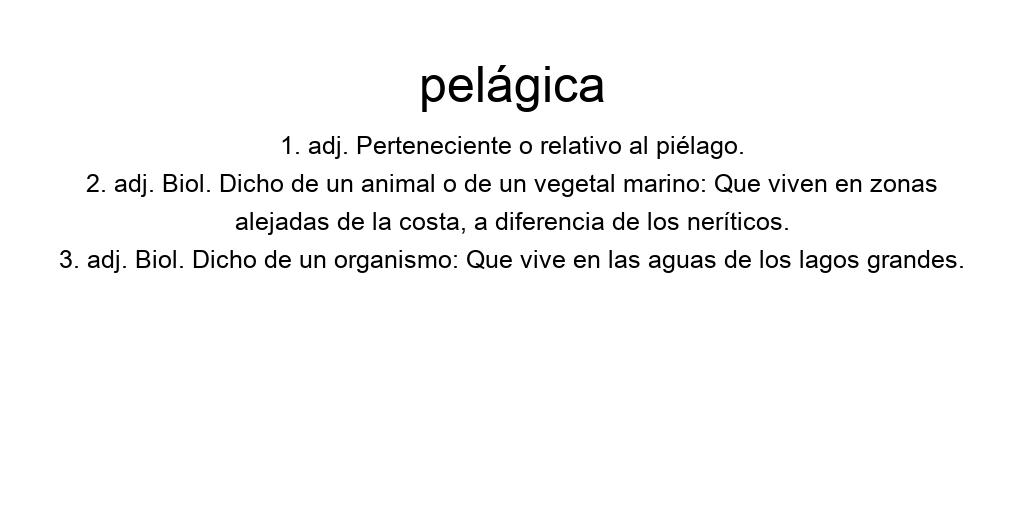 pelágica
1. adj. Perteneciente o relativo al piélago.
2. adj. Biol. Dicho de un animal o de un vegetal marino: Que viven en zonas
alejadas de la costa, a diferencia de los neríticos.
3. adj. Biol. Dicho de un organismo: Que vive en las aguas de los lagos grandes.